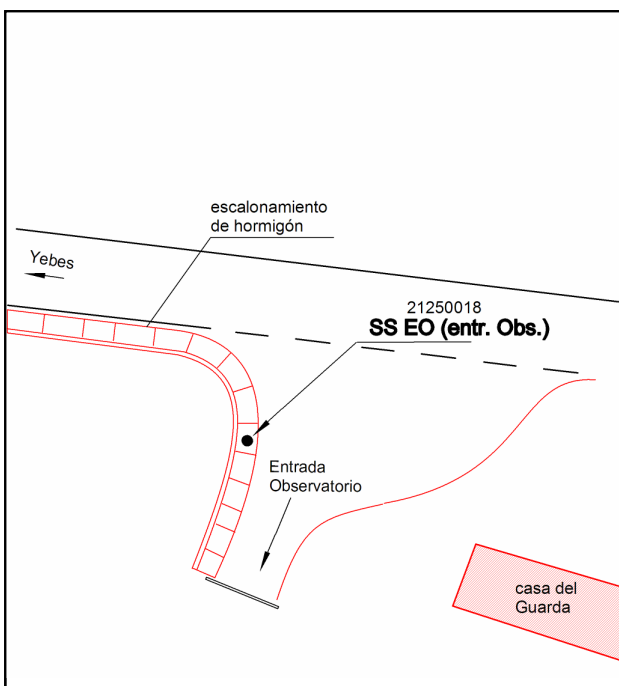 escalonamiento
de hormigón
Yebes
21250018
SS EO (entr. Obs.)
Entrada
Observatorio
casa del
Guarda